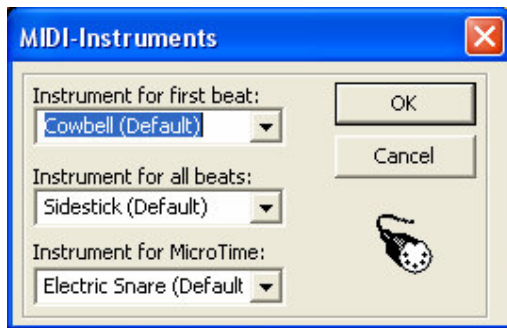 MIDI-Instruments
Instrument for first beat:
Cowbell (Default)
OK
Cancel
Instrument for all beats:
Sidestick (Default)
Instrument for MicroTime:
Electric Snare (Default